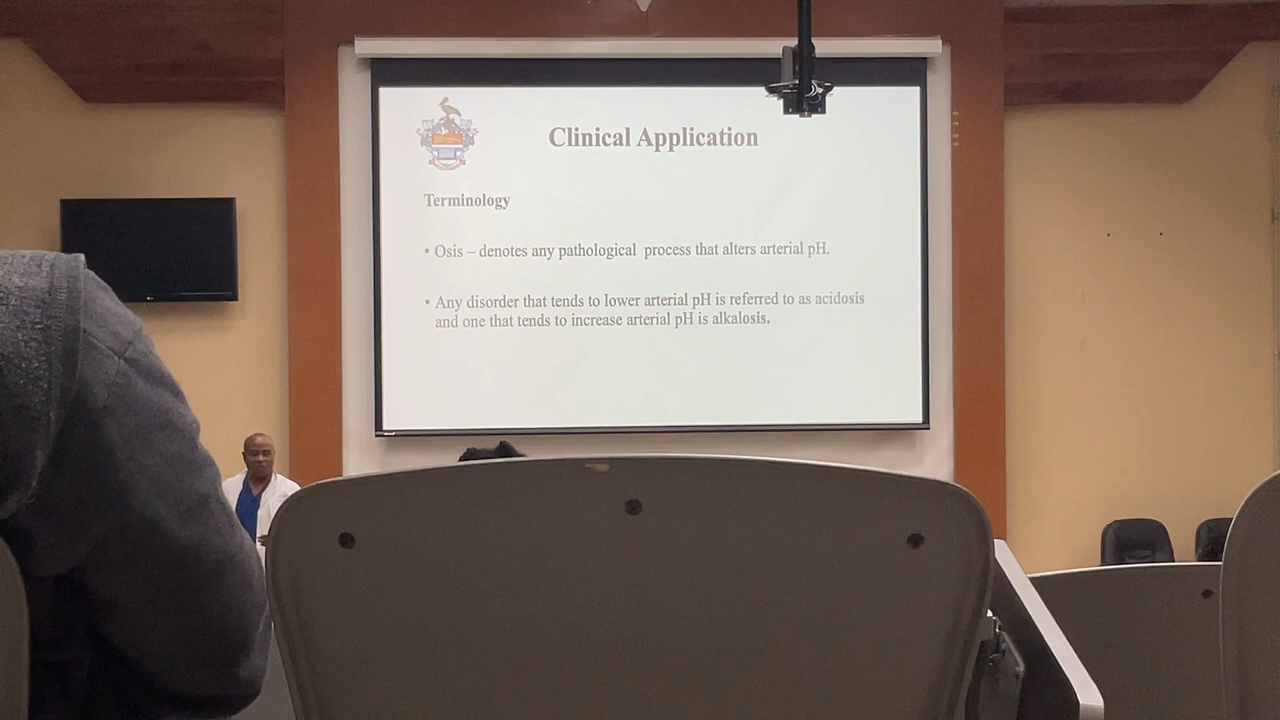 Clinical Application
Terminology
• Osis – denotes any pathological process that alters arterial pH.
• Any disorder that tends to lower arterial pH is referred to as acidosis
and one that tends to increase arterial pH is alkalosis.